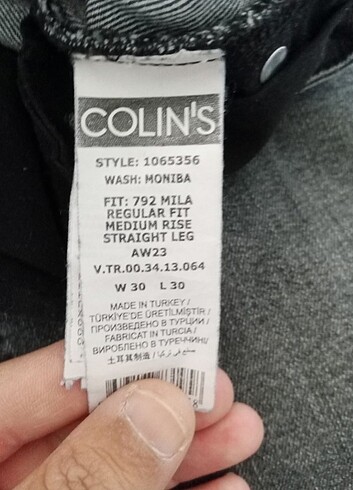 COLIN'S
STYLE: 1065356
WASH: MONIBA
FIT: 792 MILA
REGULAR FIT
MEDIUM RISE
STRAIGHT LEG
AW23
V.TR.00.34.13.064
W 30 L 30
MADE IN TURKEY /
TÜRKİYE'DE ÜRETİLMİŞTİR /
ПРОИЗВЕДЕНО В ТУРЦИИ /
FABRICAT IN TURCIA /
ВИРОБЛЕНО В ТУРЕЧЧИНІ/
土耳其制造 /
8